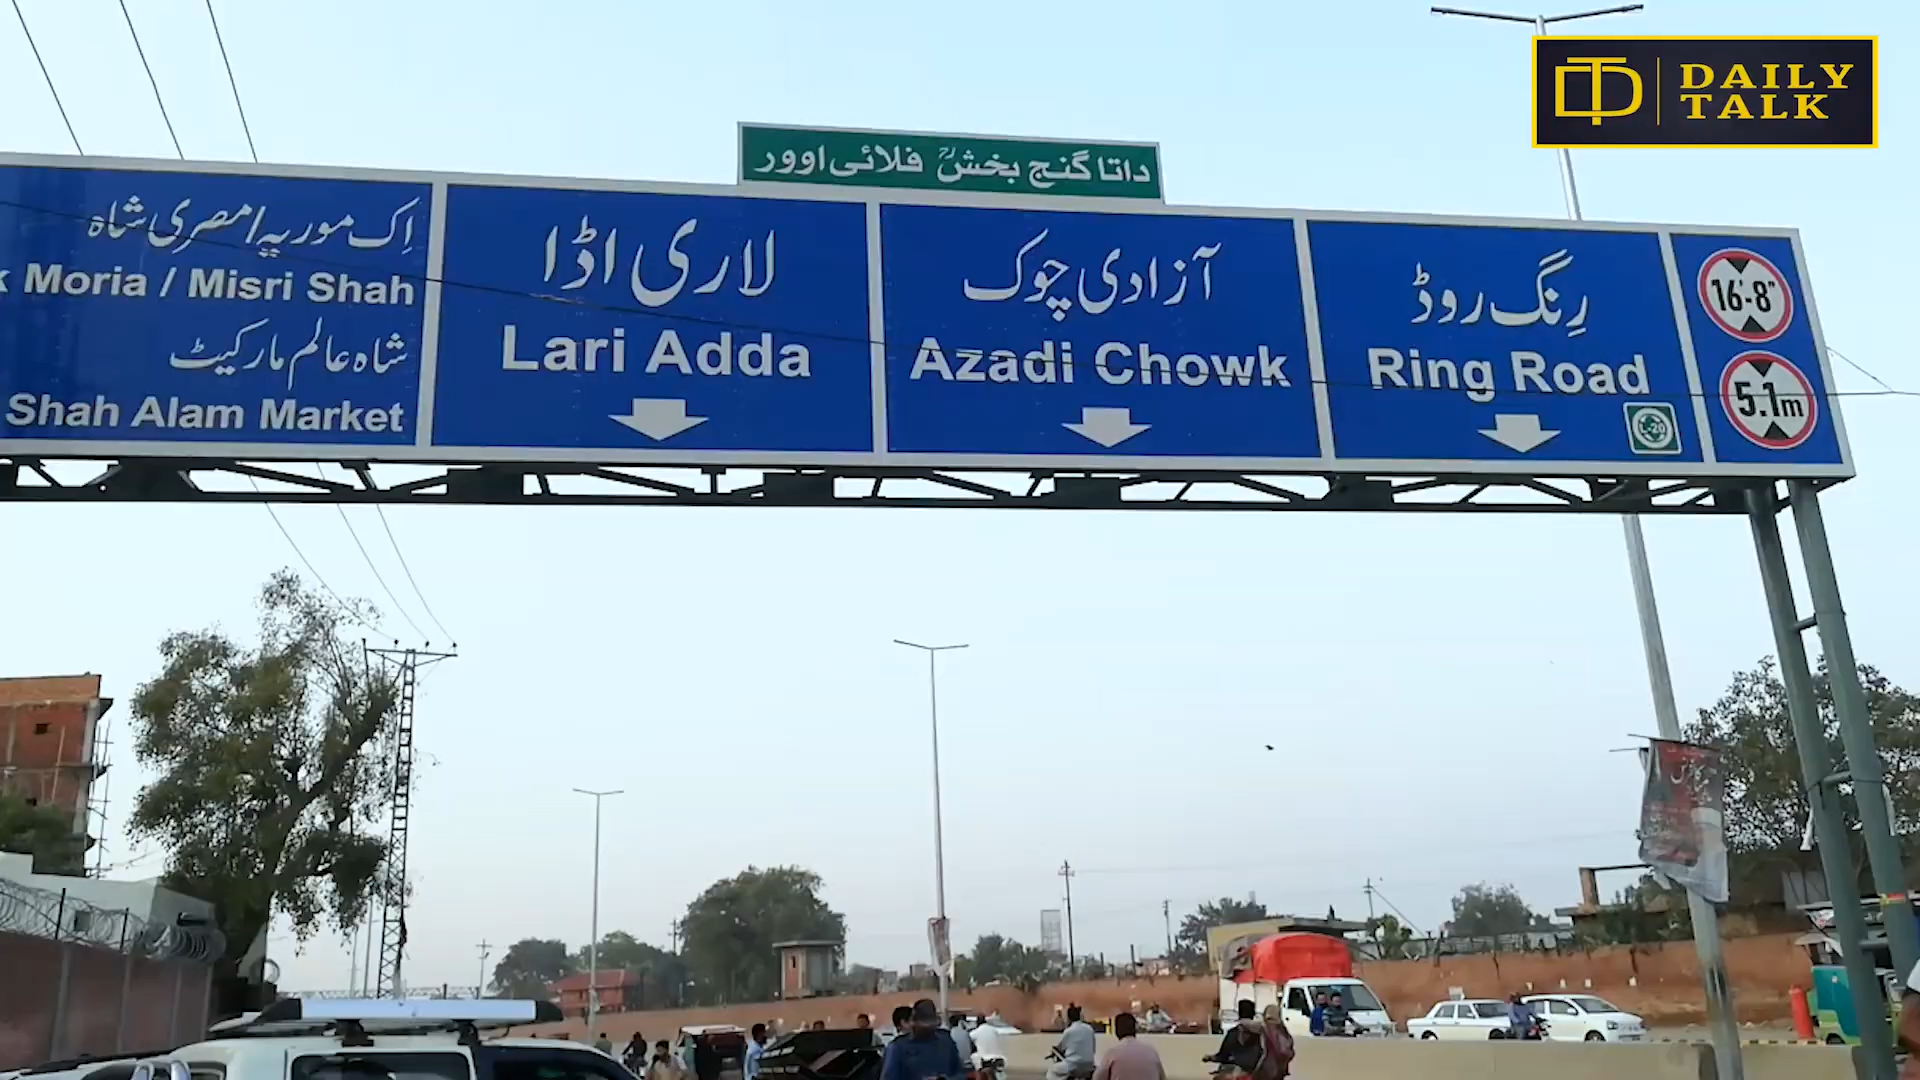 DAILY
TALK
داتا گنج بخشؒ فلائی اوور
اِک موریہ/مصری شاہ
k Moria / Misri Shah
شاہ عالم مارکیٹ
Shah Alam Market
لاری اڈا
Lari Adda
آزادی چوک
Azadi Chowk
رِنگ روڈ
Ring Road
L-20
16'-8"
5.1m